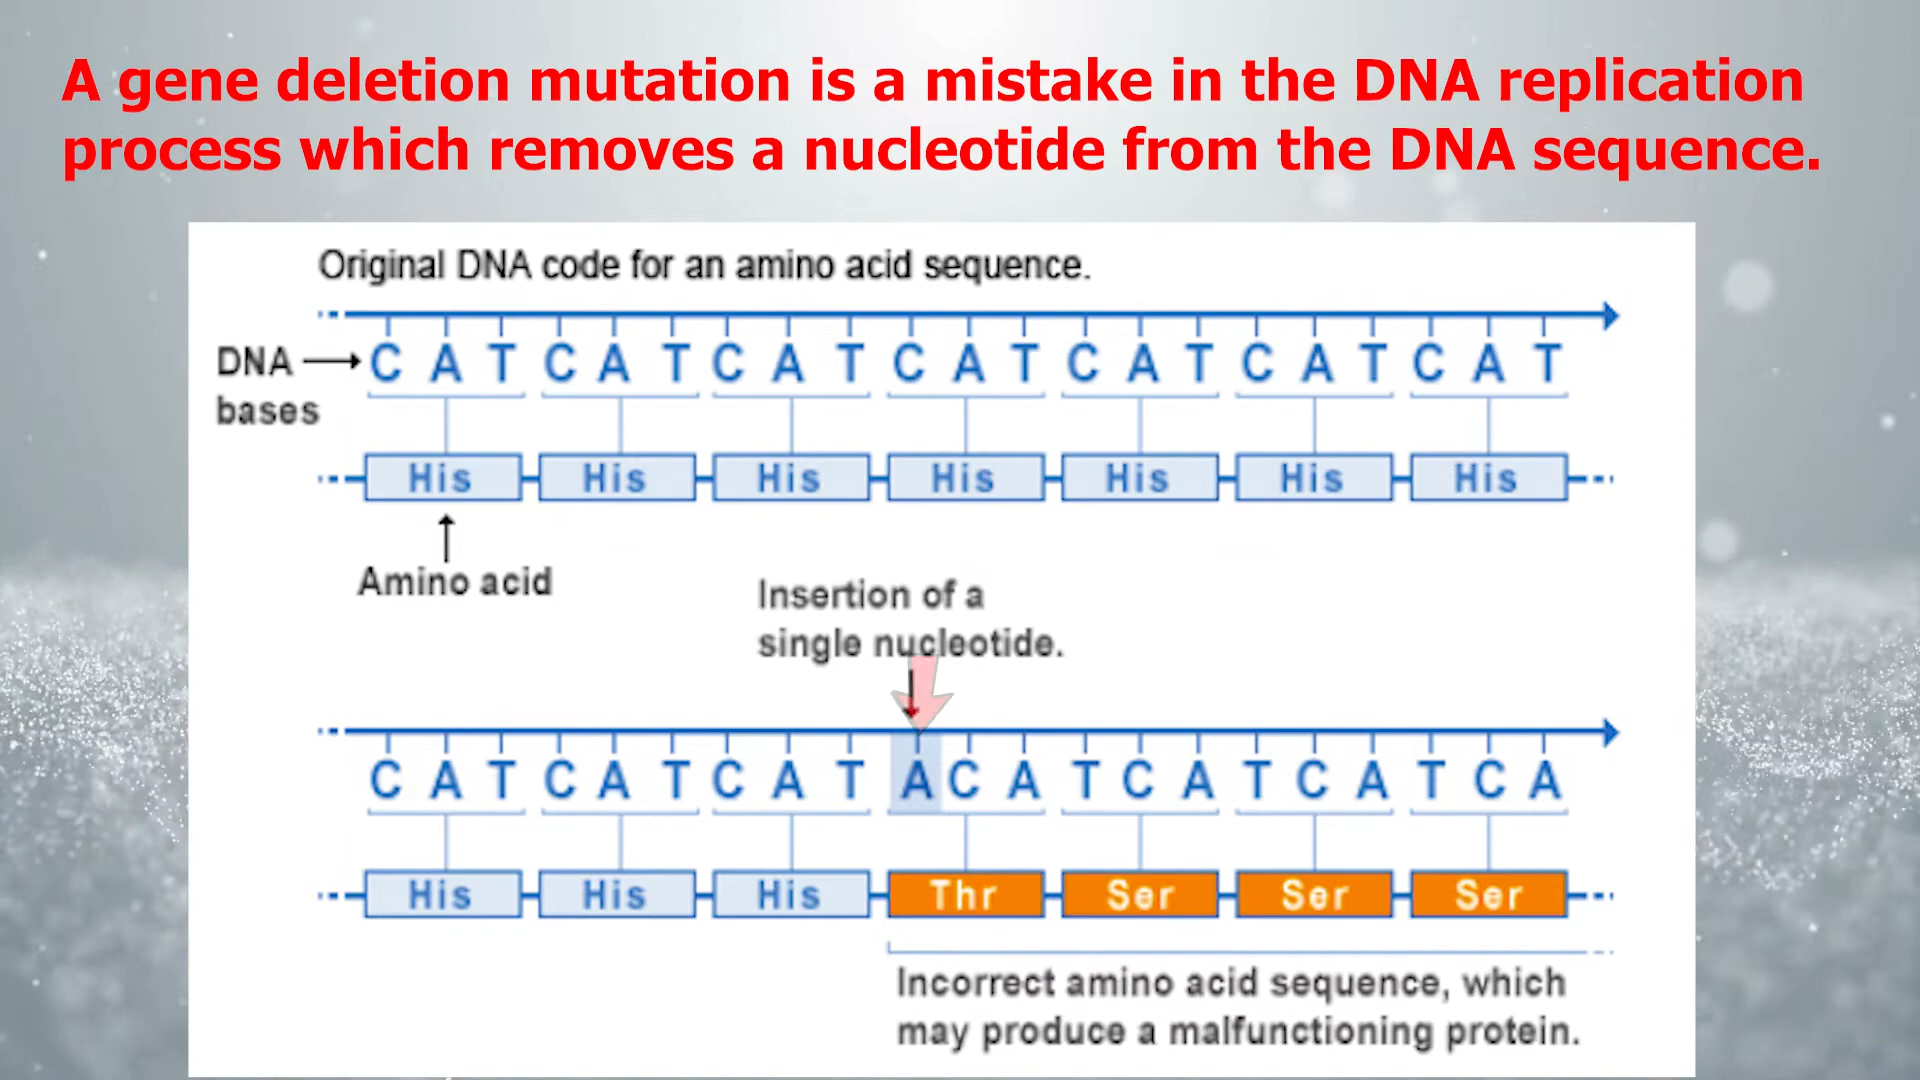 A gene deletion mutation is a mistake in the DNA replication
process which removes a nucleotide from the DNA sequence.
Original DNA code for an amino acid sequence.
DNA
bases
C A T C A T C A T C A T C A T C A T C A T
His His His His His His His
Amino acid
Insertion of a
single nucleotide.
C A T C A T C A T A C A T C A T C A T C A
His His His Thr Ser Ser Ser
Incorrect amino acid sequence, which
may produce a malfunctioning protein.